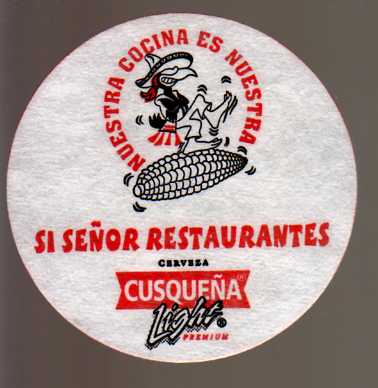 NUESTRA COCINA ES NUESTRA
SI SEÑOR RESTAURANTES
CERVEZA
CUSQUEÑA
Light ®
PREMIUM